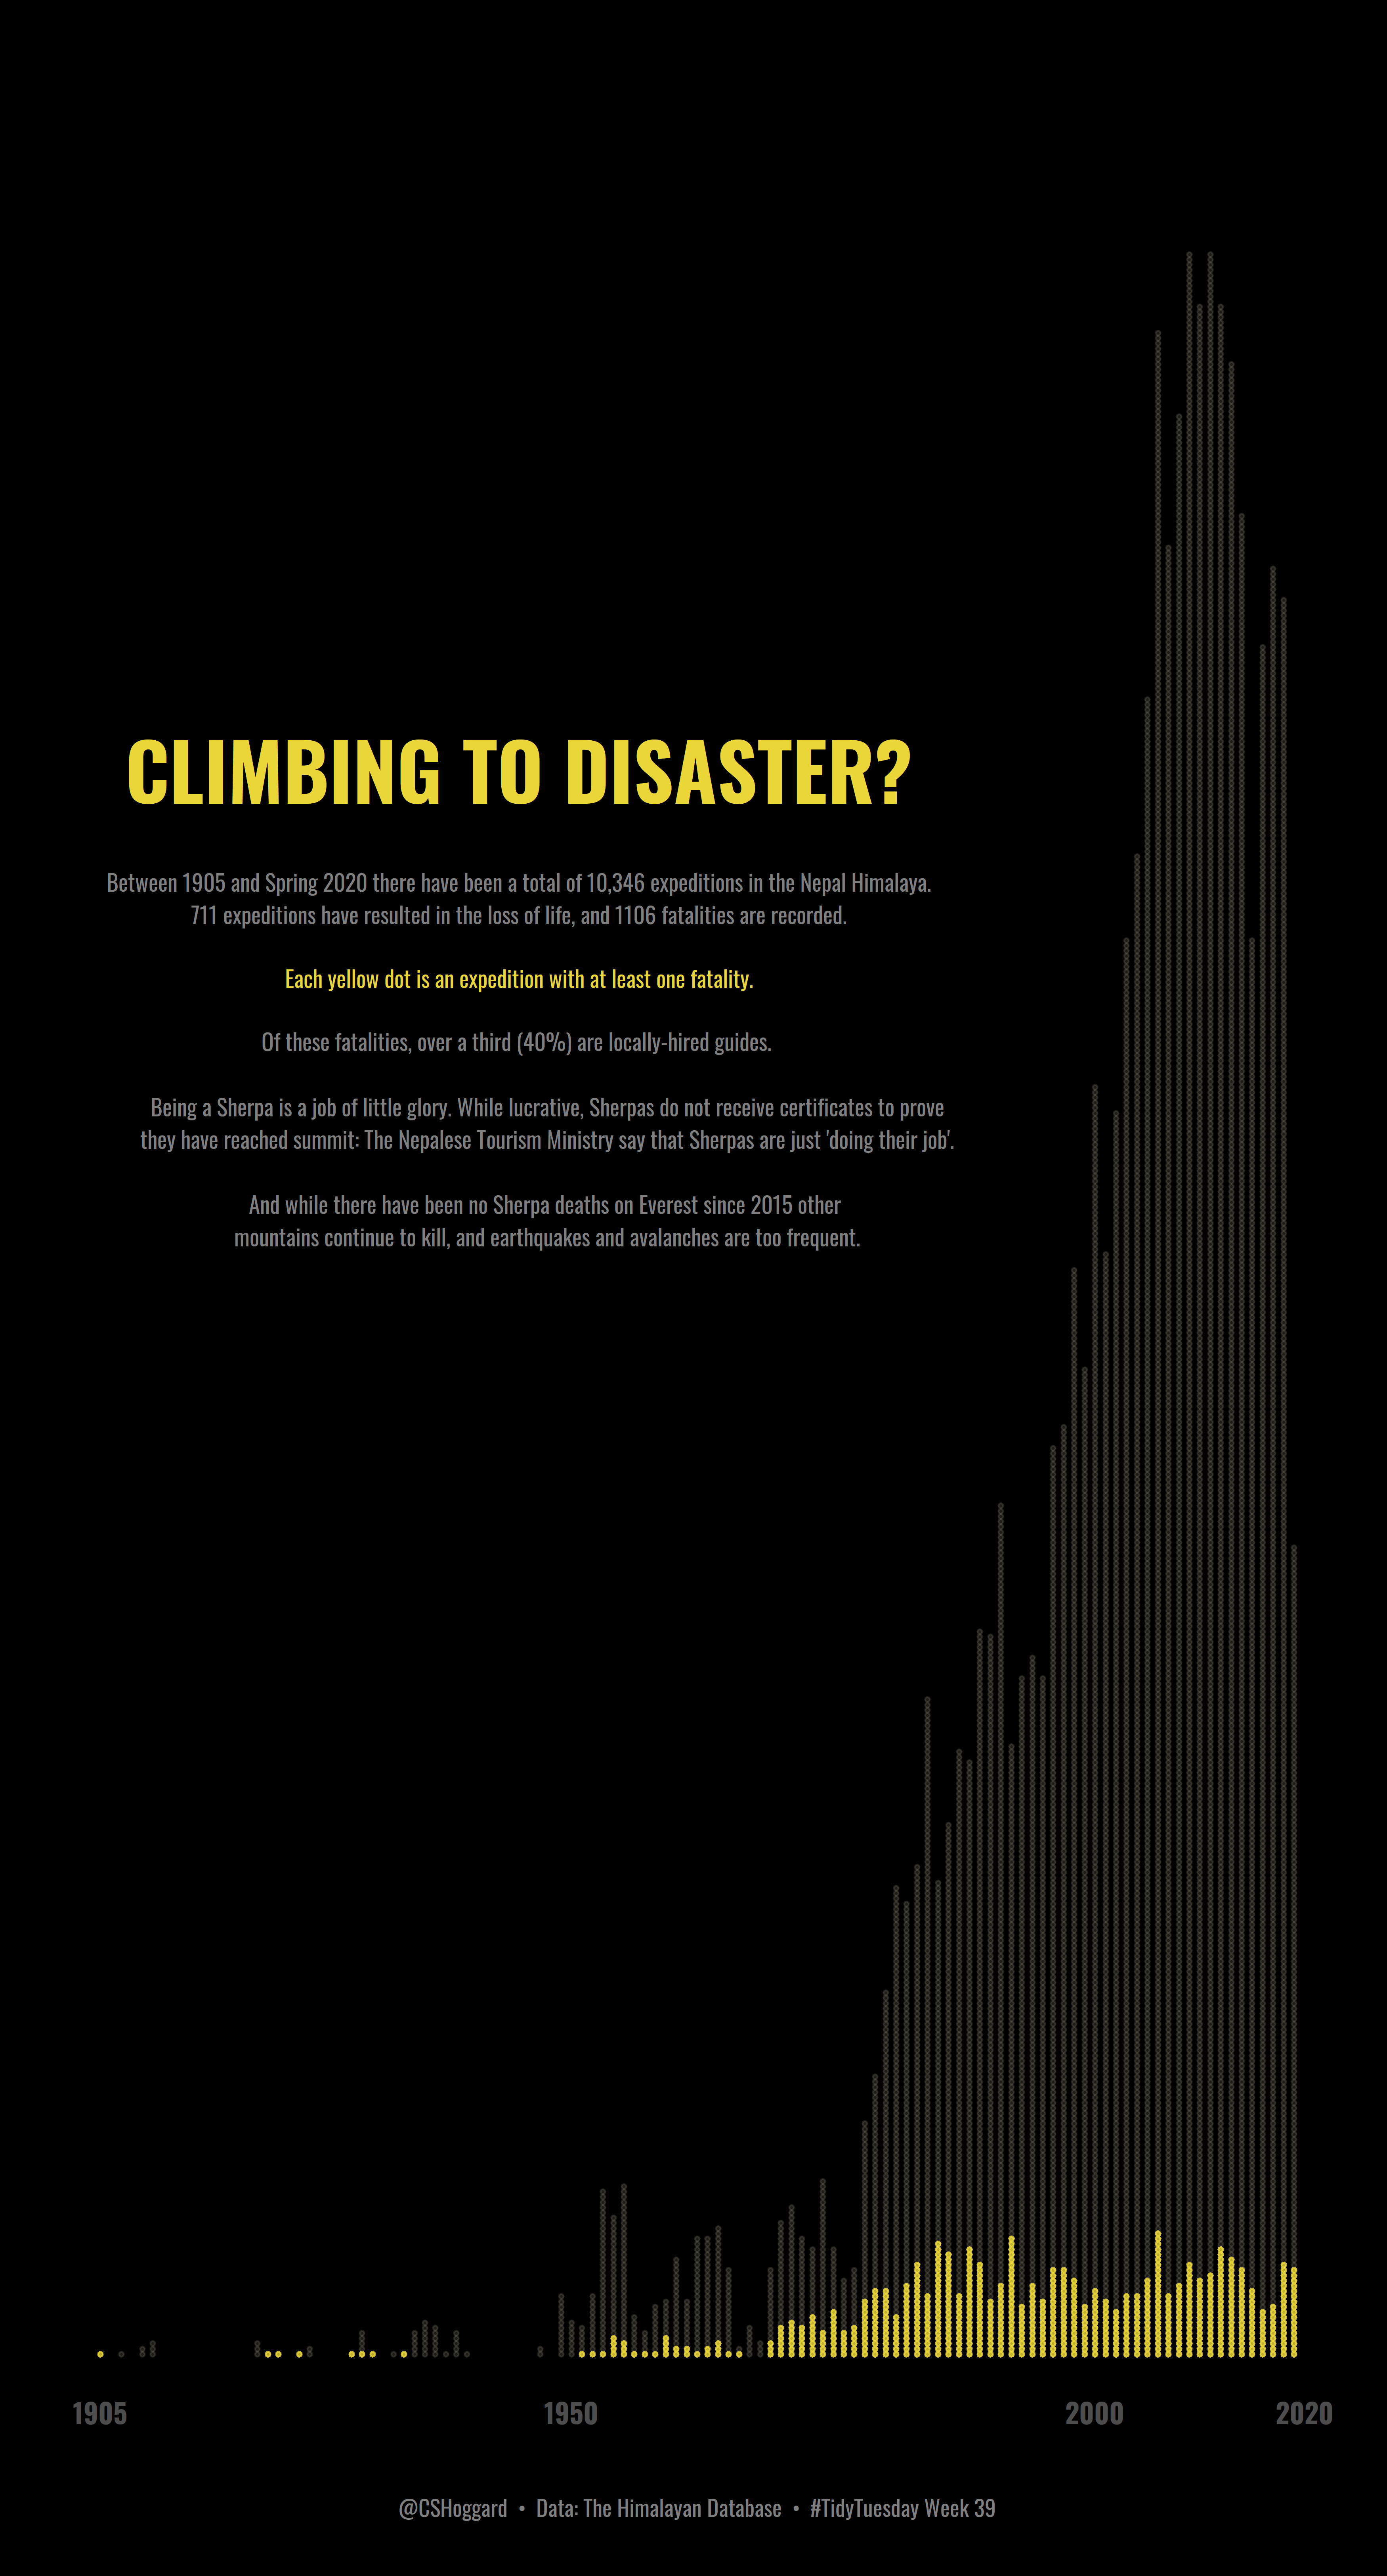 CLIMBING TO DISASTER?
Between 1905 and Spring 2020 there have been a total of 10,346 expeditions in the Nepal Himalaya.
711 expeditions have resulted in the loss of life, and 1106 fatalities are recorded.
Each yellow dot is an expedition with at least one fatality.
Of these fatalities, over a third (40%) are locally-hired guides.
Being a Sherpa is a job of little glory. While lucrative, Sherpas do not receive certificates to prove
they have reached summit: The Nepalese Tourism Ministry say that Sherpas are just 'doing their job'.
And while there have been no Sherpa deaths on Everest since 2015 other
mountains continue to kill, and earthquakes and avalanches are too frequent.
1905 1950 2000 2020
@CSHoggard • Data: The Himalayan Database • #TidyTuesday Week 39